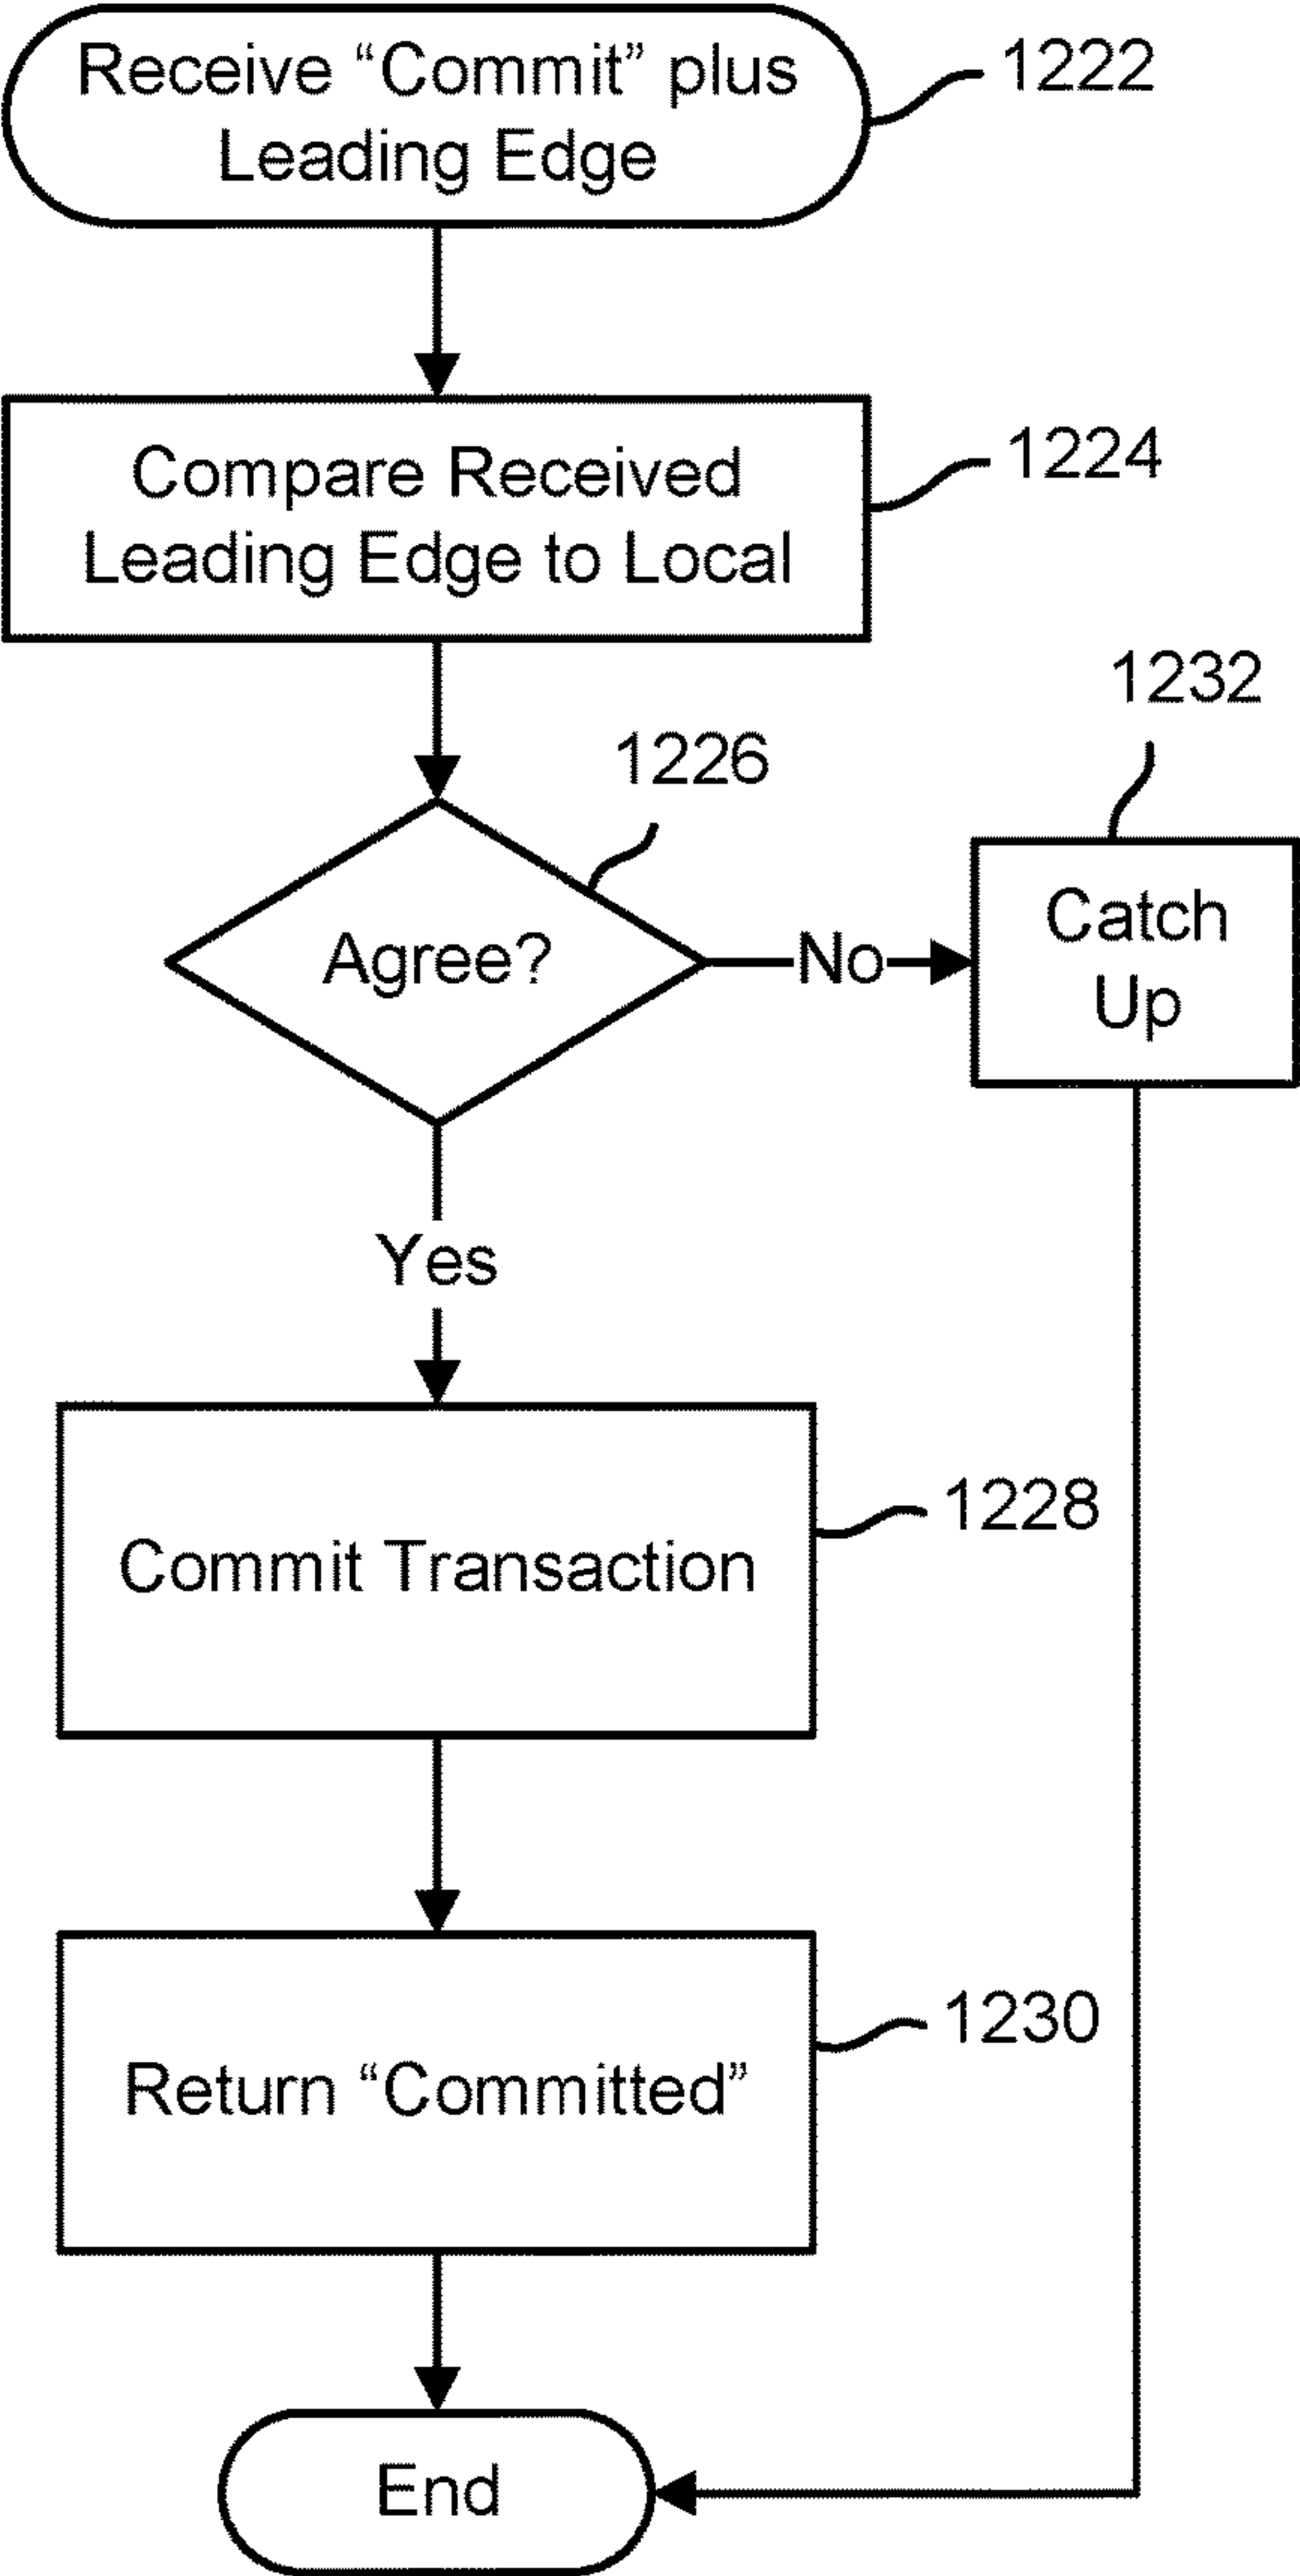 Receive “Commit” plus
Leading Edge
1222
Compare Received
Leading Edge to Local
1224
1232
1226
Catch
Up
Agree?
No
Yes
1228
Commit Transaction
1230
Return “Committed”
End